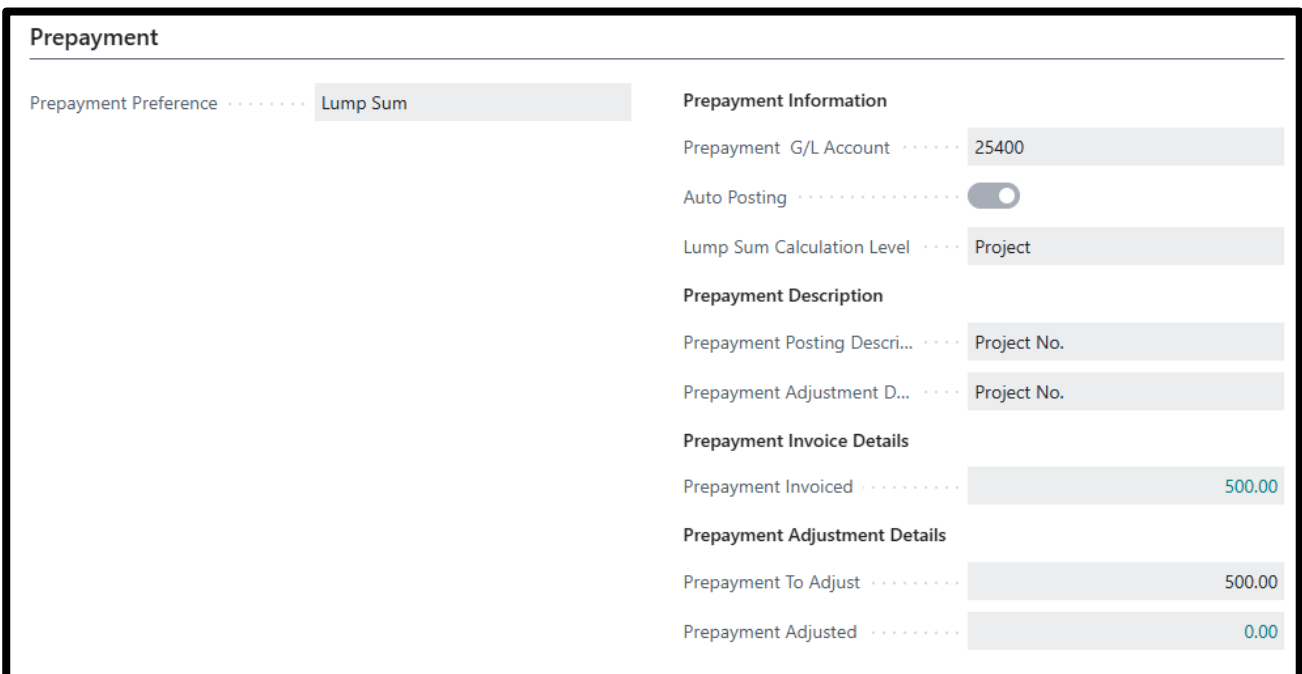 Prepayment
Prepayment Preference
Lump Sum
Prepayment Information
Prepayment G/L Account
25400
Auto Posting
Lump Sum Calculation Level
Project
Prepayment Description
Prepayment Posting Descri...
Project No.
Prepayment Adjustment D...
Project No.
Prepayment Invoice Details
Prepayment Invoiced
500.00
Prepayment Adjustment Details
Prepayment To Adjust
500.00
Prepayment Adjusted
0.00